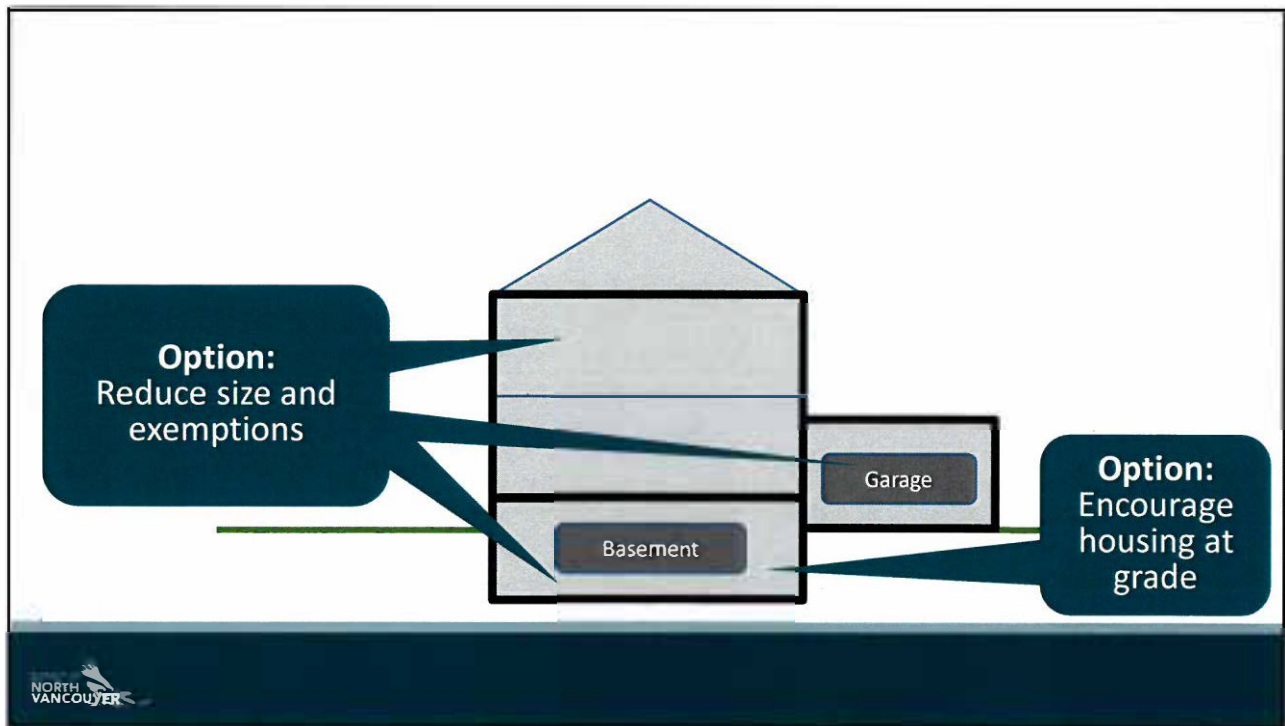 Option:
Reduce size and
exemptions
Garage
Basement
Option:
Encourage
housing at
grade
NORTH
VANCOUVER